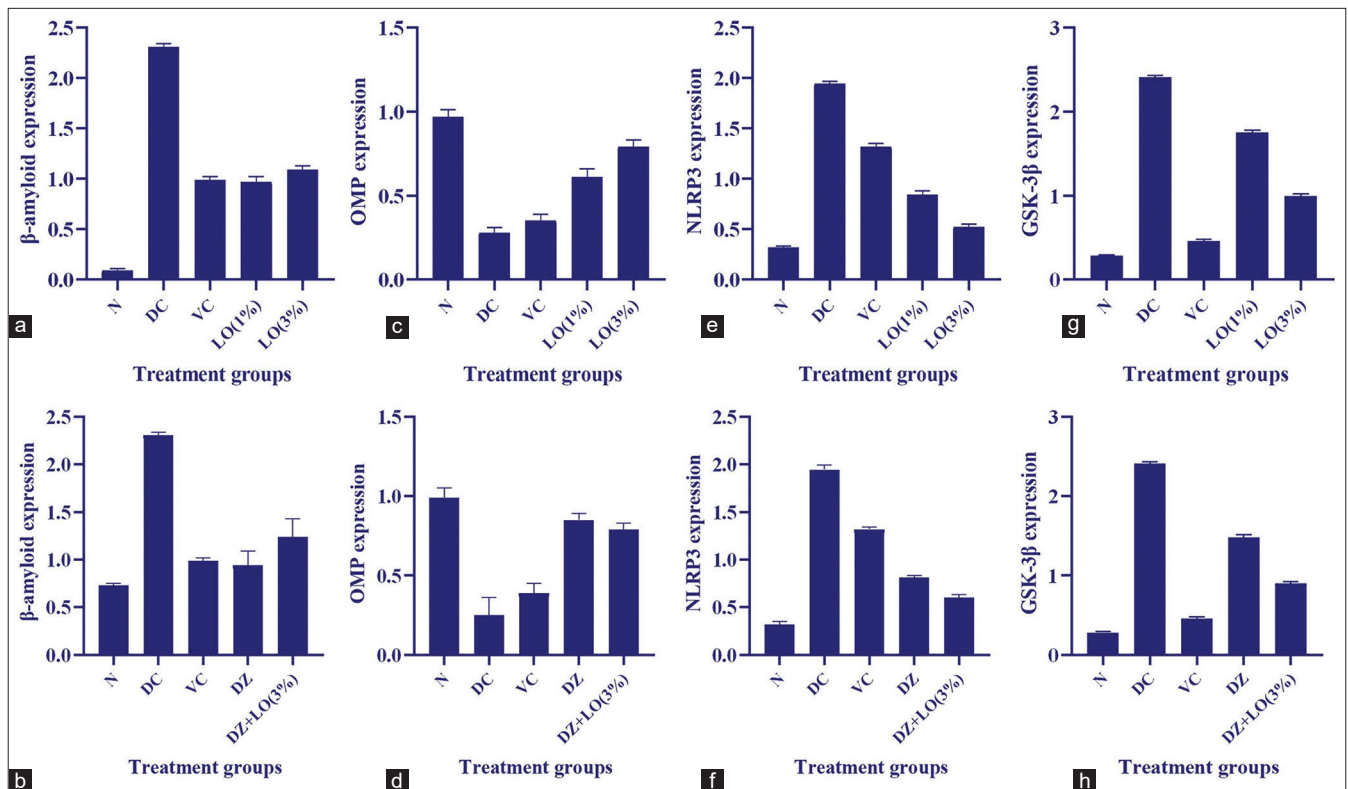 β-amyloid expression
2.5
2.0
1.5
1.0
0.5
0.0
N
DC
VC
LO(1%)
LO(3%)
Treatment groups
a
OMP expression
1.5
1.0
0.5
0.0
N
DC
VC
LO(1%)
LO(3%)
Treatment groups
c
NLRP3 expression
2.5
2.0
1.5
1.0
0.5
0.0
N
DC
VC
LO(1%)
LO(3%)
Treatment groups
e
GSK-3β expression
3
2
1
0
N
DC
VC
LO(1%)
LO(3%)
Treatment groups
g
β-amyloid expression
2.5
2.0
1.5
1.0
0.5
0.0
N
DC
VC
DZ
DZ+LO(3%)
Treatment groups
b
OMP expression
1.5
1.0
0.5
0.0
N
DC
VC
DZ
DZ+LO(3%)
Treatment groups
d
NLRP3 expression
2.5
2.0
1.5
1.0
0.5
0.0
N
DC
VC
DZ
DZ+LO(3%)
Treatment groups
f
GSK-3β expression
3
2
1
0
N
DC
VC
DZ
DZ+LO(3%)
Treatment groups
h